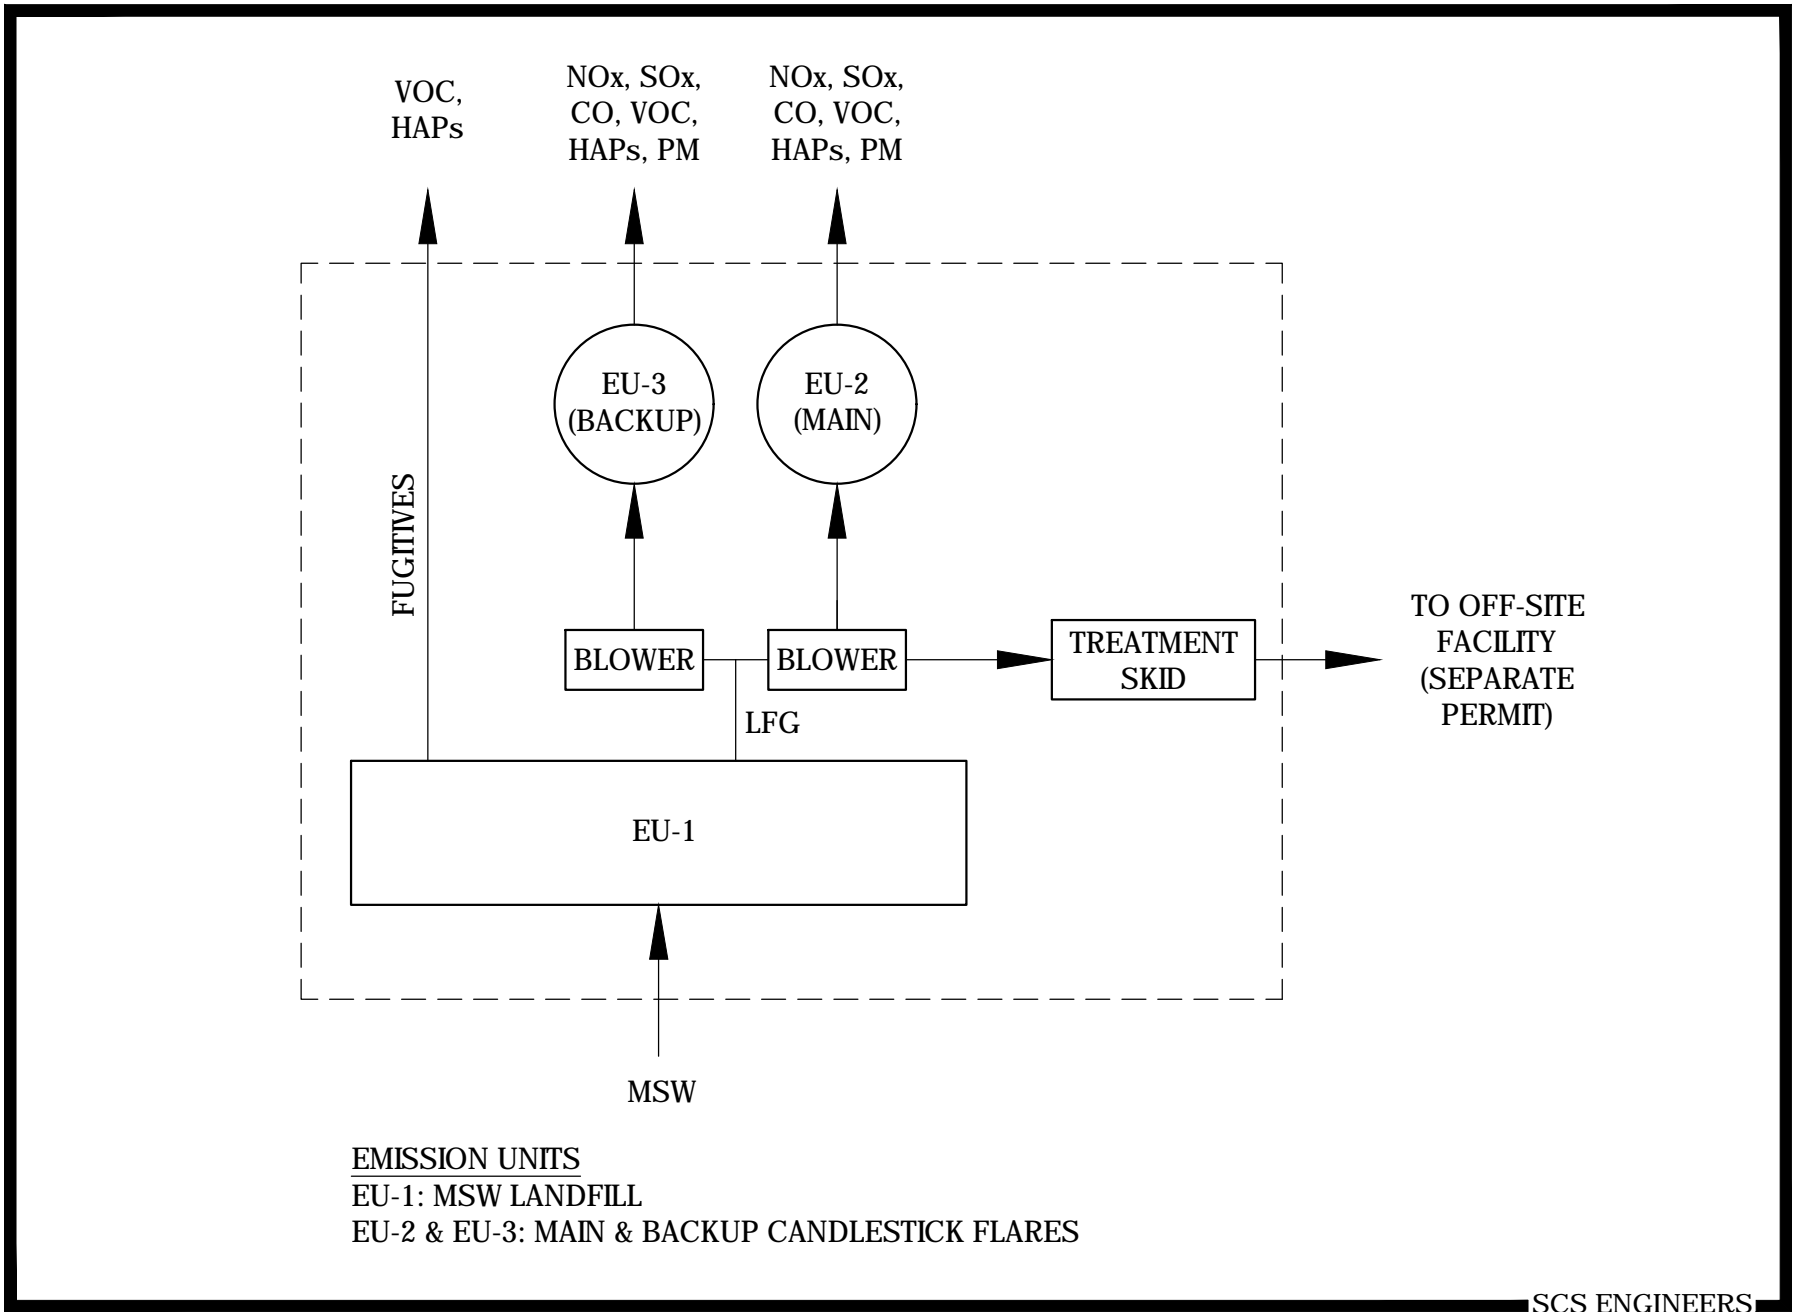 VOC,
HAPs
NOx, SOx,
CO, VOC,
HAPs, PM
NOx, SOx,
CO, VOC,
HAPs, PM
EU-3
(BACKUP)
EU-2
(MAIN)
FUGITIVES
BLOWER
BLOWER
TREATMENT
SKID
TO OFF-SITE
FACILITY
(SEPARATE
PERMIT)
LFG
EU-1
MSW
EMISSION UNITS
EU-1: MSW LANDFILL
EU-2 & EU-3: MAIN & BACKUP CANDLESTICK FLARES
SCS ENGINEERS